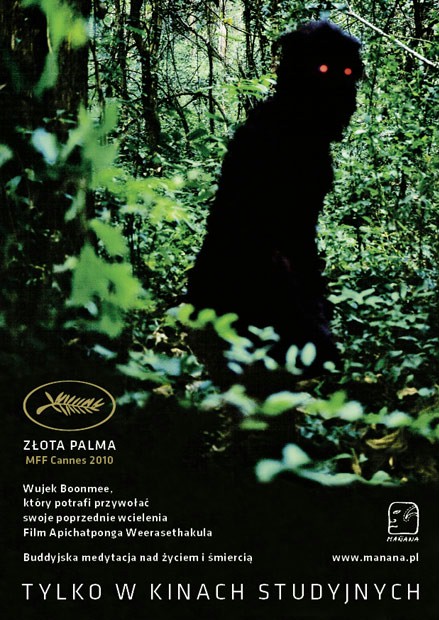 ZŁOTA PALMA
MFF Cannes 2010
Wujek Boonmee,
który potrafi przywołać
swoje poprzednie wcielenia
Film Apichatponga Weerasethakula
Buddyjska medytacja nad życiem i śmiercią
MAÑANA
www.manana.pl
TYLKO W KINACH STUDYJNYCH